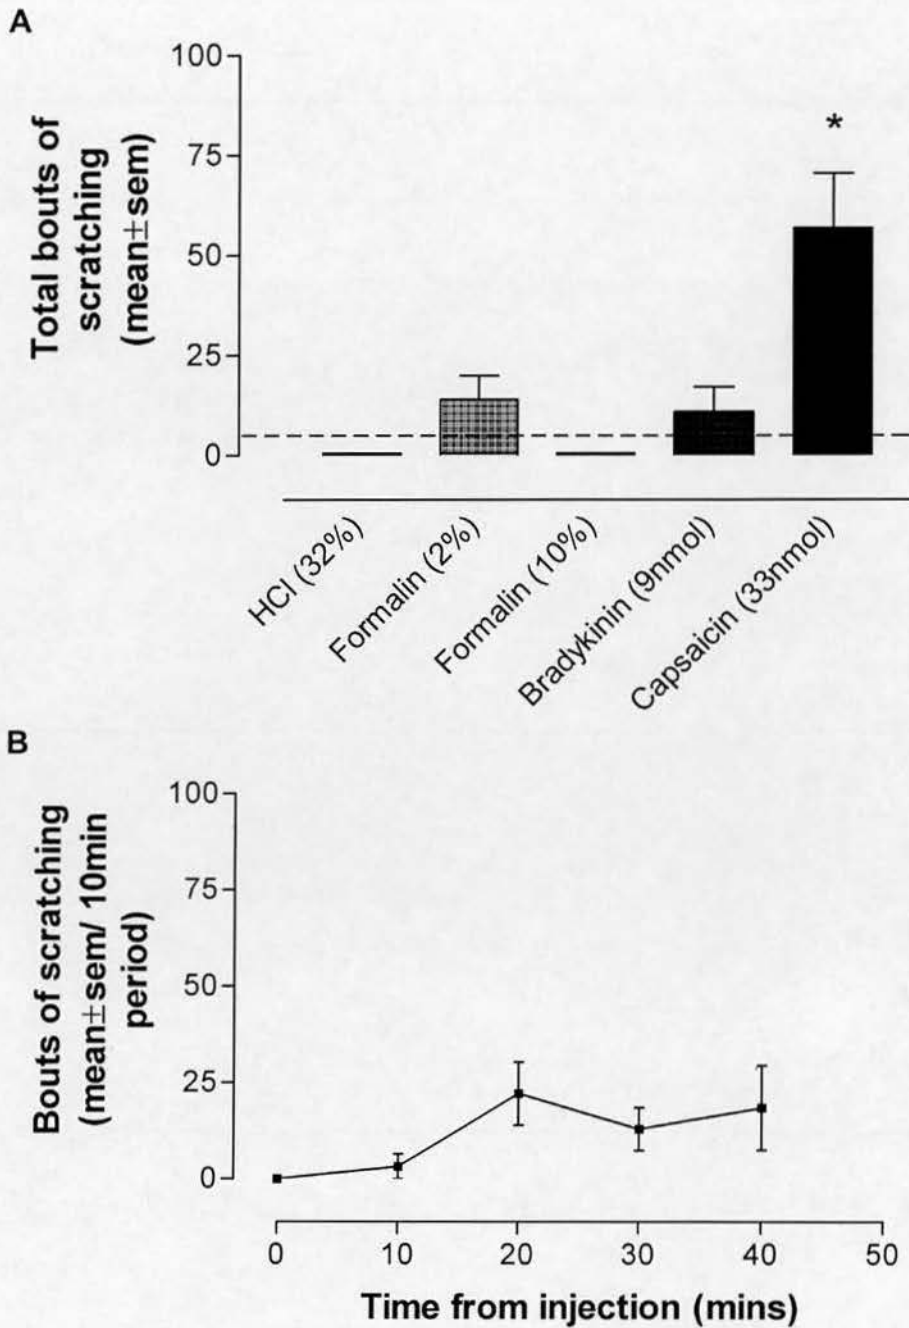 A
Total bouts of
scratching
(mean±sem)
100
75
50
25
0
*
HCl (32%)
Formalin (2%)
Formalin (10%)
Bradykinin (9nmol)
Capsaicin (33nmol)
B
Bouts of scratching
(mean±sem/ 10min
period)
100
75
50
25
0
0 10 20 30 40 50
Time from injection (mins)